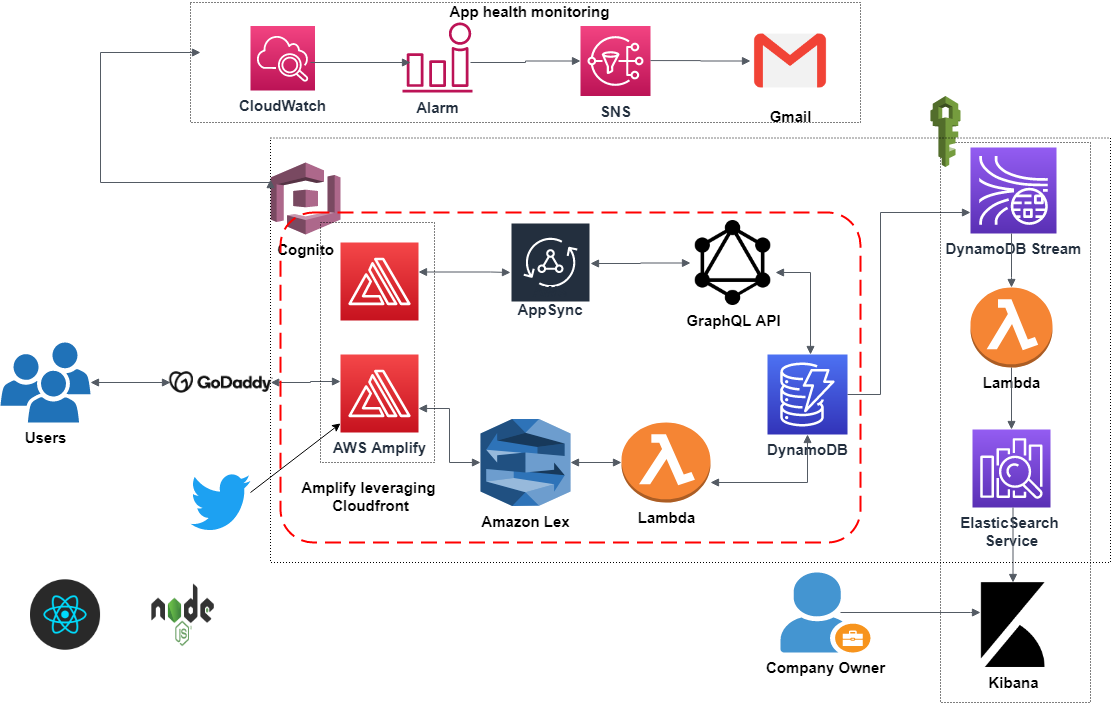 App health monitoring
CloudWatch
Alarm
SNS
Gmail
Cognito
AppSync
GraphQL API
DynamoDB Stream
Lambda
Users
GoDaddy
AWS Amplify
DynamoDB
Amplify leveraging
Cloudfront
Amazon Lex
Lambda
ElasticSearch
Service
node
JS
Company Owner
Kibana